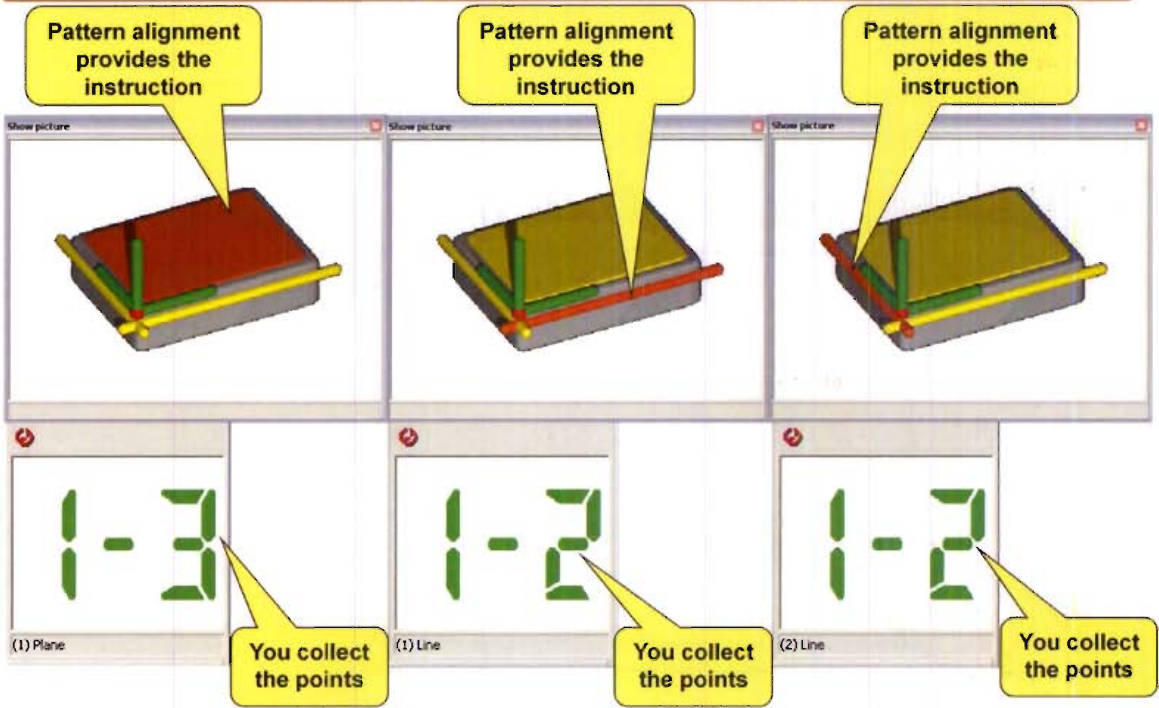 Pattern alignment
provides the
instruction
Pattern alignment
provides the
instruction
Pattern alignment
provides the
instruction
Show picture
Show picture
Show picture
1-3
(1) Plane
You collect
the points
1-2
(1) Line
You collect
the points
1-2
(2) Line
You collect
the points